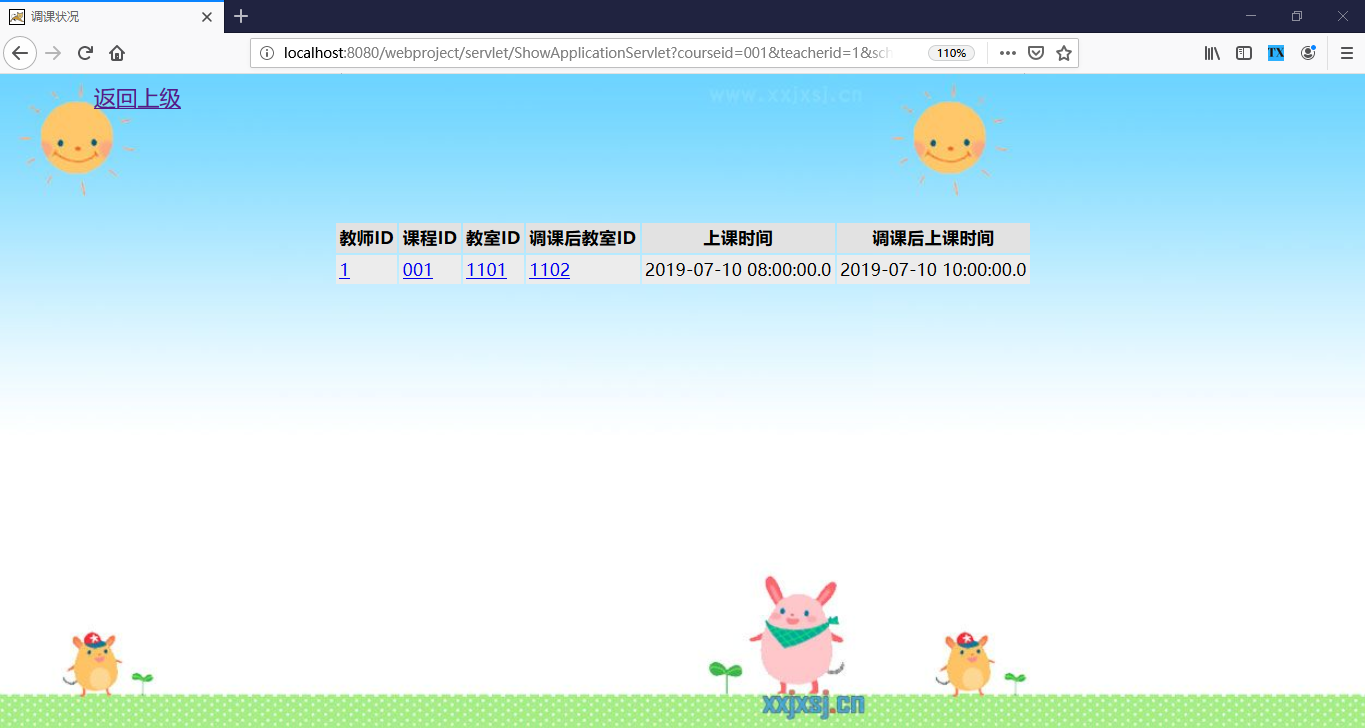 调课状况
localhost:8080/webproject/servlet/ShowApplicationServlet?courseid=001&teacherid=1&sch
110%
TX
返回上级
www.xxjxsj.cn
教师ID 课程ID 教室ID 调课后教室ID 上课时间 调课后上课时间
1 001 1101 1102 2019-07-10 08:00:00.0 2019-07-10 10:00:00.0
xxjxsj.cn